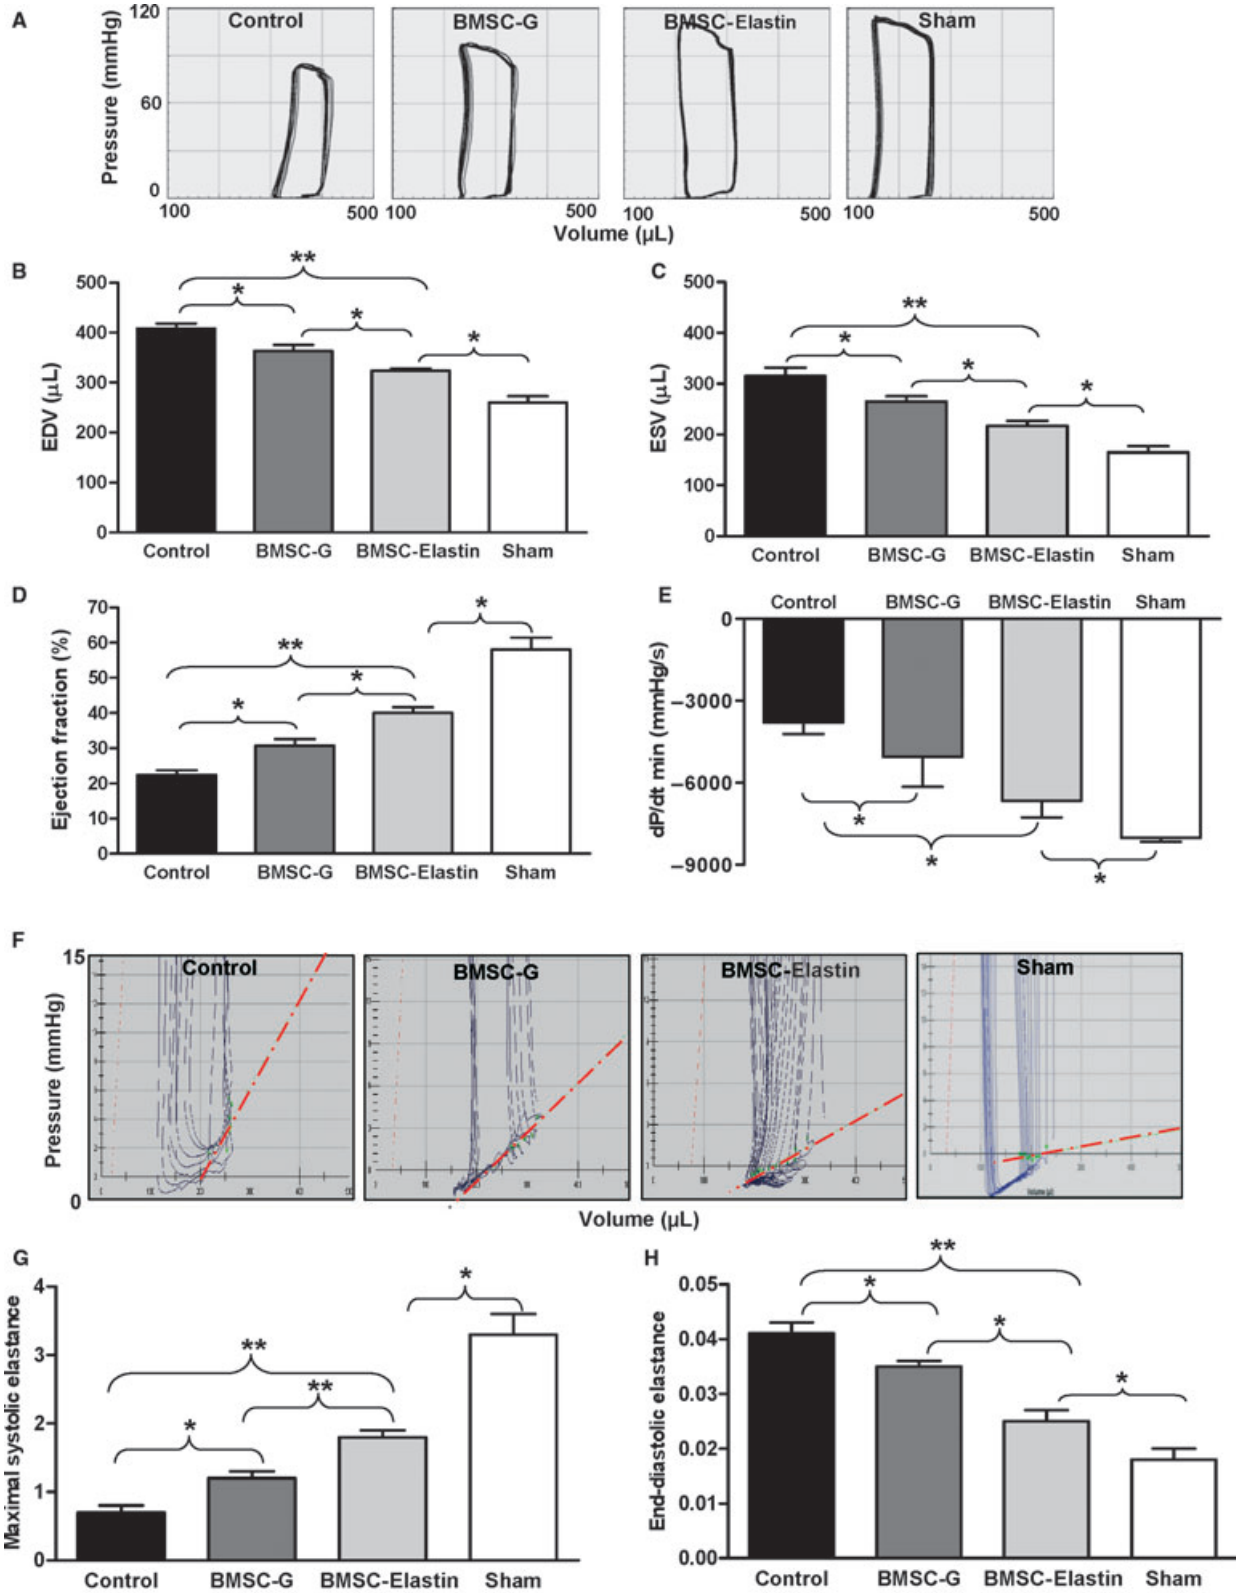 A
Control
BMSC-G
BMSC-Elastin
Sham
Pressure (mmHg)
120
60
0
100
500
100
500
100
500
100
500
Volume (µL)
B
EDV (µL)
500
400
300
200
100
0
**
*
*
*
Control
BMSC-G
BMSC-Elastin
Sham
C
ESV (µL)
500
400
300
200
100
0
**
*
*
*
Control
BMSC-G
BMSC-Elastin
Sham
D
Ejection fraction (%)
70
60
50
40
30
20
10
0
**
*
*
*
Control
BMSC-G
BMSC-Elastin
Sham
E
Control
BMSC-G
BMSC-Elastin
Sham
dP/dt min (mmHg/s)
0
−3000
−6000
−9000
*
*
*
F
15
0
Pressure (mmHg)
Control
BMSC-G
BMSC-Elastin
Sham
Volume (µL)
Volume (µL)
G
Maximal systolic elastance
4
3
2
1
0
*
**
**
*
Control
BMSC-G
BMSC-Elastin
Sham
H
End-diastolic elastance
0.05
0.04
0.03
0.02
0.01
0.00
**
*
*
*
Control
BMSC-G
BMSC-Elastin
Sham